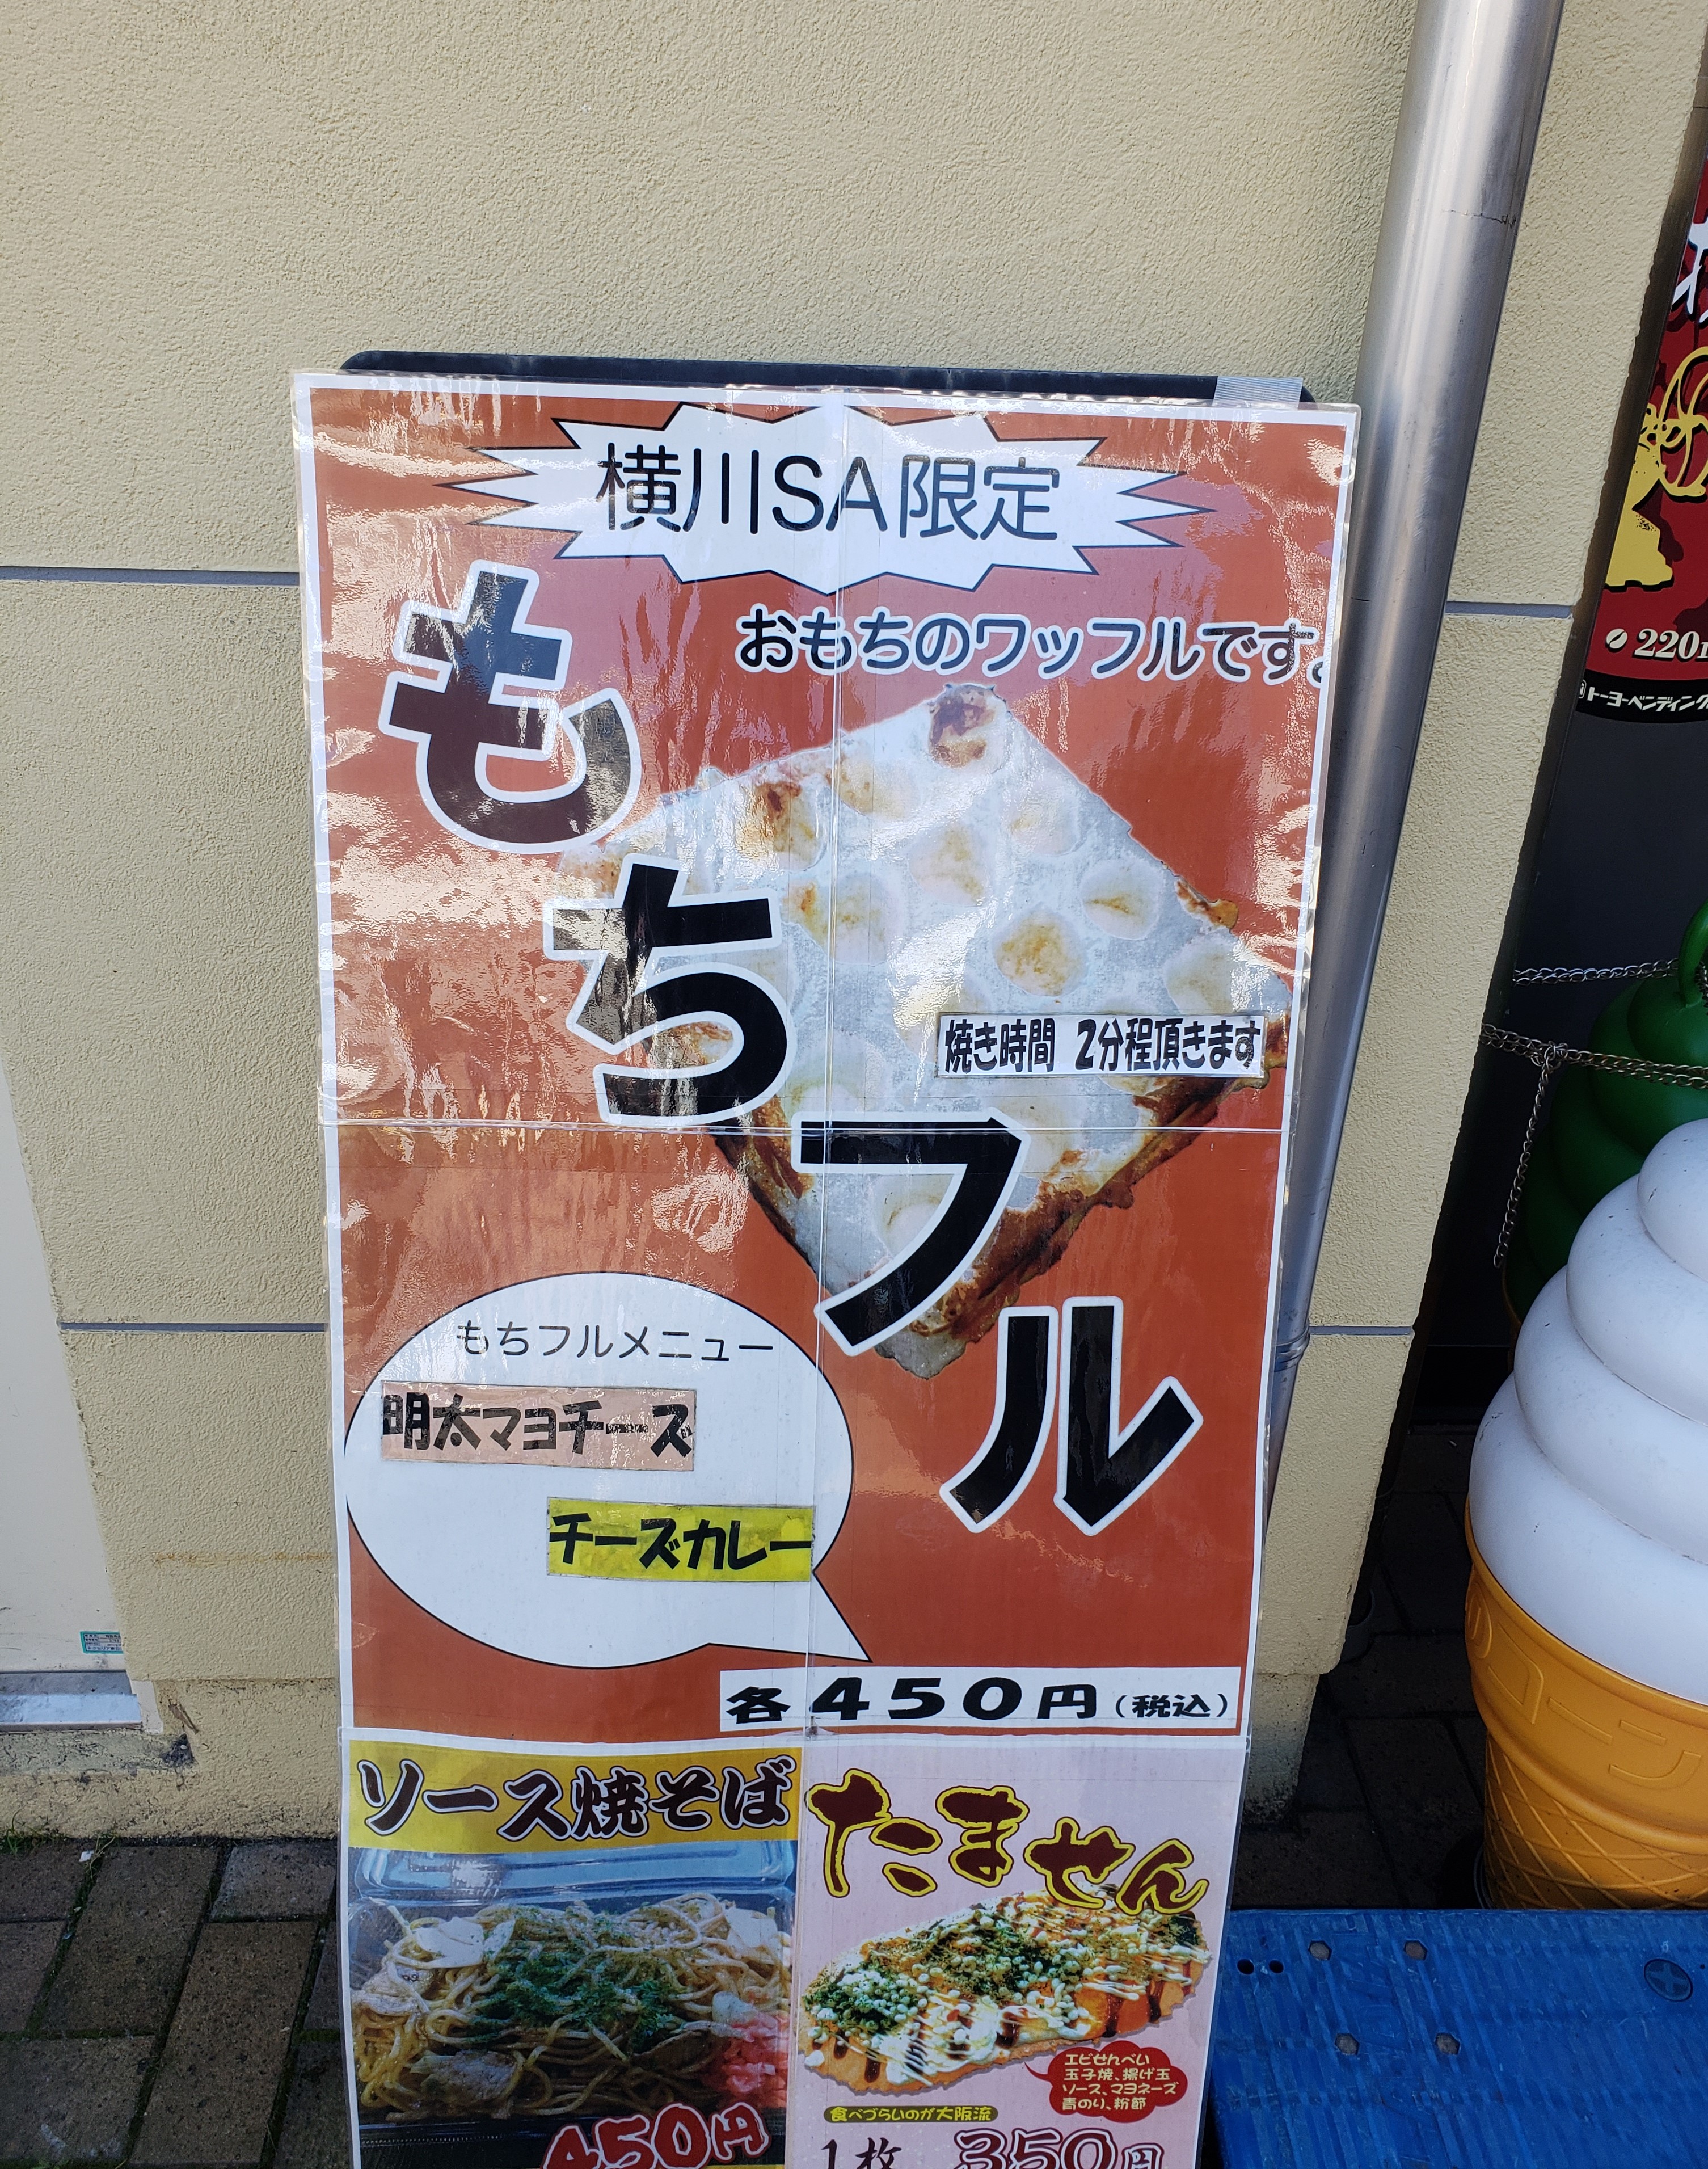 横川SA限定
おもちのワッフルです。
もちフル
焼き時間 2分程頂きます
もちフルメニュー
明太マヨチーズ
チーズカレー
各450円(税込)
ソース焼そば
450円
たません
エビせんべい
玉子焼、揚げ玉
ソース、マヨネーズ
青のり、粉節
食べづらいのが大阪流
1枚 350円
220
トーヨーベンディング